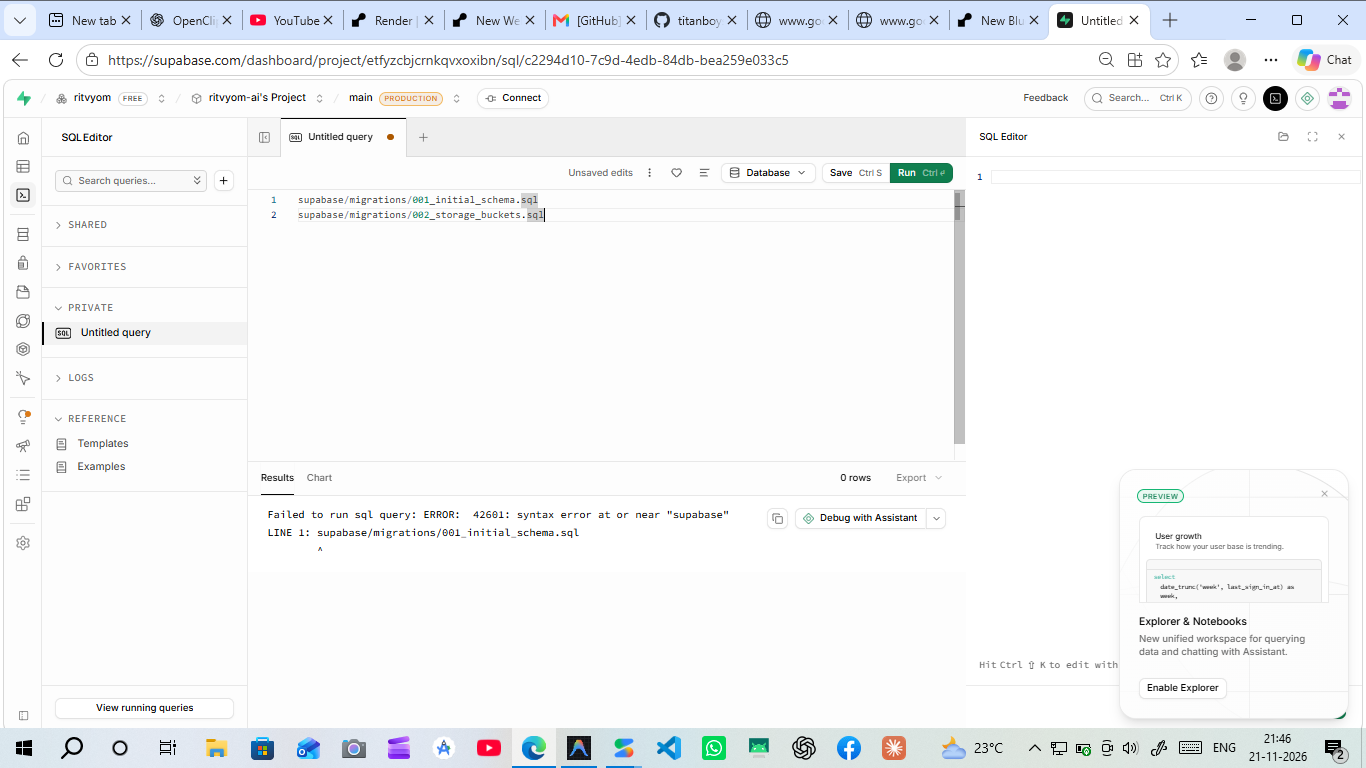 New tab
OpenCli
YouTube
Render |
New We
[GitHub]
titanboy
www.goo
www.goo
New Blu
Untitled
https://supabase.com/dashboard/project/etfyzcbjcrnkqvxoxibn/sql/c2294d10-7c9d-4edb-84db-bea259e033c5
Chat
ritvyom FREE / ritvyom-ai's Project / main PRODUCTION Connect
Feedback Search... Ctrl K
SQL Editor
Untitled query
SQL Editor
Search queries...
Unsaved edits Database Save Ctrl S Run Ctrl ↵
1 supabase/migrations/001_initial_schema.sql
2 supabase/migrations/002_storage_buckets.sql
1
SHARED
FAVORITES
PRIVATE
SQL Untitled query
LOGS
REFERENCE
Templates
Examples
View running queries
Results Chart 0 rows Export
Failed to run sql query: ERROR: 42601: syntax error at or near "supabase"
LINE 1: supabase/migrations/001_initial_schema.sql
^
Debug with Assistant
PREVIEW
User growth
Track how your user base is trending.
select
date_trunc('week', last_sign_in_at) as
week,
Explorer & Notebooks
New unified workspace for querying
data and chatting with Assistant.
Enable Explorer
Hit Ctrl ⇧ K to edit with
23°C
ENG
21:46
21-11-2026
2